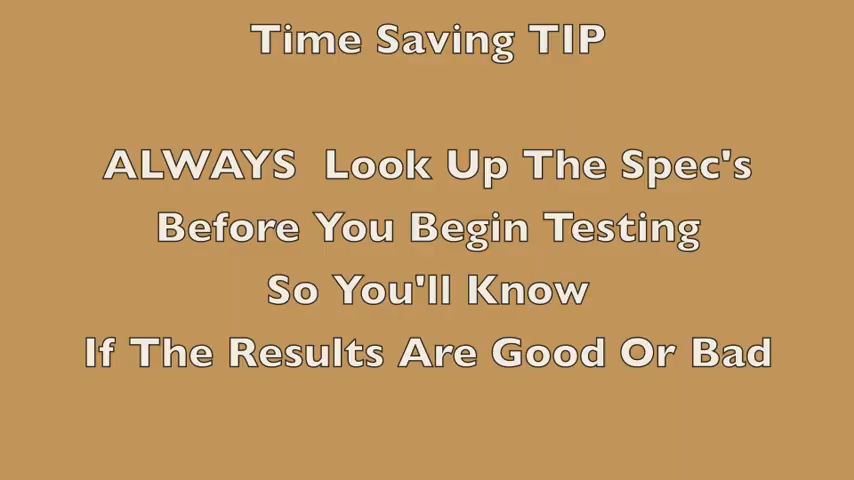 Time Saving TIP
ALWAYS  Look Up The Spec's
Before You Begin Testing
So You'll Know
If The Results Are Good Or Bad